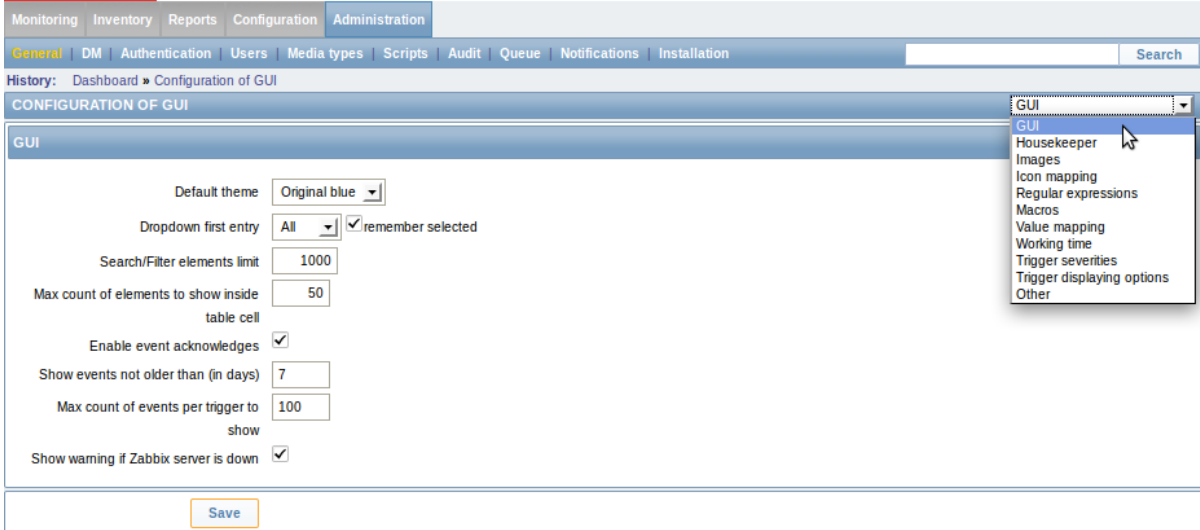 Monitoring Inventory Reports Configuration Administration
General | DM | Authentication | Users | Media types | Scripts | Audit | Queue | Notifications | Installation Search
History: Dashboard » Configuration of GUI
CONFIGURATION OF GUI GUI
GUI
GUI
Housekeeper
Images
Icon mapping
Regular expressions
Macros
Value mapping
Working time
Trigger severities
Trigger displaying options
Other
Default theme Original blue
Dropdown first entry All remember selected
Search/Filter elements limit 1000
Max count of elements to show inside 50
table cell
Enable event acknowledges
Show events not older than (in days) 7
Max count of events per trigger to 100
show
Show warning if Zabbix server is down
Save